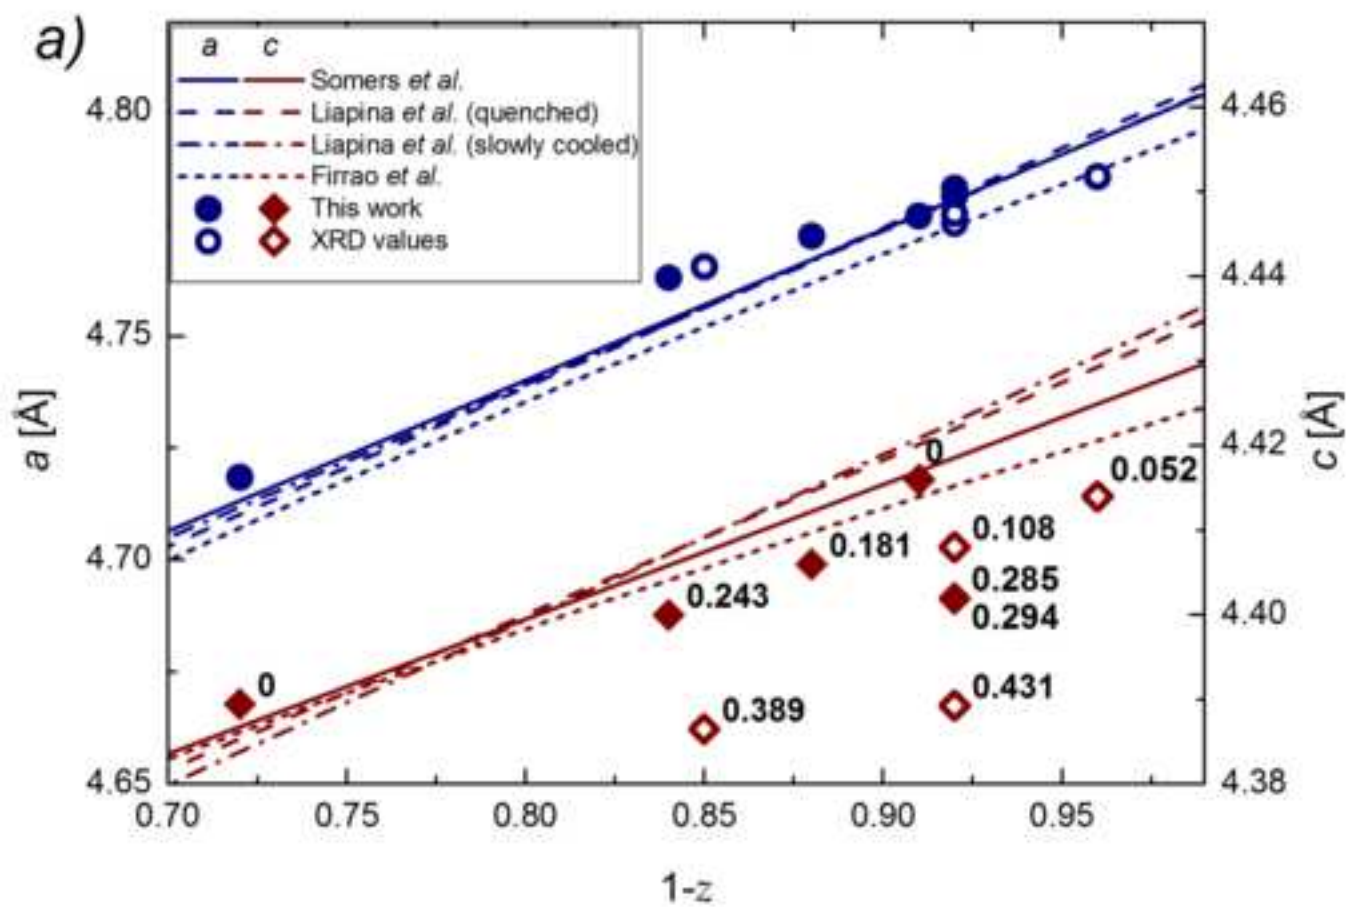 a)
a c
Somers et al.
Liapina et al. (quenched)
Liapina et al. (slowly cooled)
Firrao et al.
This work
XRD values
4.80
4.75
4.70
4.65
a [Å]
4.46
4.44
4.42
4.40
4.38
c [Å]
0
0.052
0.108
0.181
0.285
0.243
0.294
0
0.431
0.389
0.70 0.75 0.80 0.85 0.90 0.95
1-z